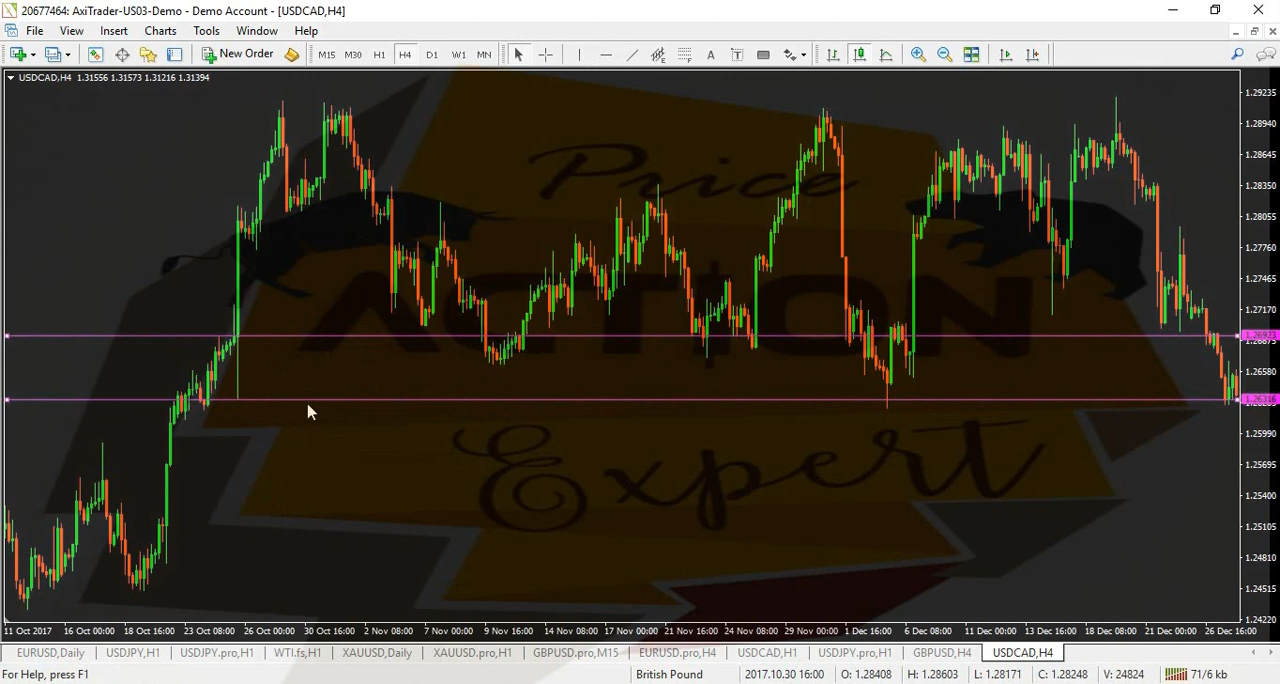 20677464: AxiTrader-US03-Demo - Demo Account - [USDCAD,H4]
File View Insert Charts Tools Window Help
New Order M15 M30 H1 H4 H1 D1 W1 MN A T
USDCAD,H4 1.31556 1.31573 1.31216 1.31394
1.29235
1.28940
1.28645
1.28350
1.28055
1.27760
1.27465
1.27170
1.26923
1.26875
1.26580
1.26316
1.25990
1.25695
1.25400
1.25105
1.24810
1.24515
1.24220
Price
ACTION
Expert
11 Oct 2017 16 Oct 00:00 18 Oct 16:00 23 Oct 08:00 26 Oct 00:00 30 Oct 16:00 2 Nov 08:00 7 Nov 00:00 9 Nov 16:00 14 Nov 08:00 17 Nov 00:00 21 Nov 16:00 24 Nov 08:00 29 Nov 00:00 1 Dec 16:00 6 Dec 08:00 11 Dec 00:00 13 Dec 16:00 18 Dec 08:00 21 Dec 00:00 26 Dec 16:00
EURUSD,Daily USDJPY,H1 USDJPY.pro,H1 WTI.fs,H1 XAUUSD,Daily XAUUSD.pro,H1 GBPUSD.pro,M15 EURUSD.pro,H4 USDCAD,H1 USDJPY.pro,H1 GBPUSD,H4 USDCAD,H4
For Help, press F1 British Pound 2017.10.30 16:00 O: 1.28408 H: 1.28603 L: 1.28171 C: 1.28248 V: 24824 71/6 kb